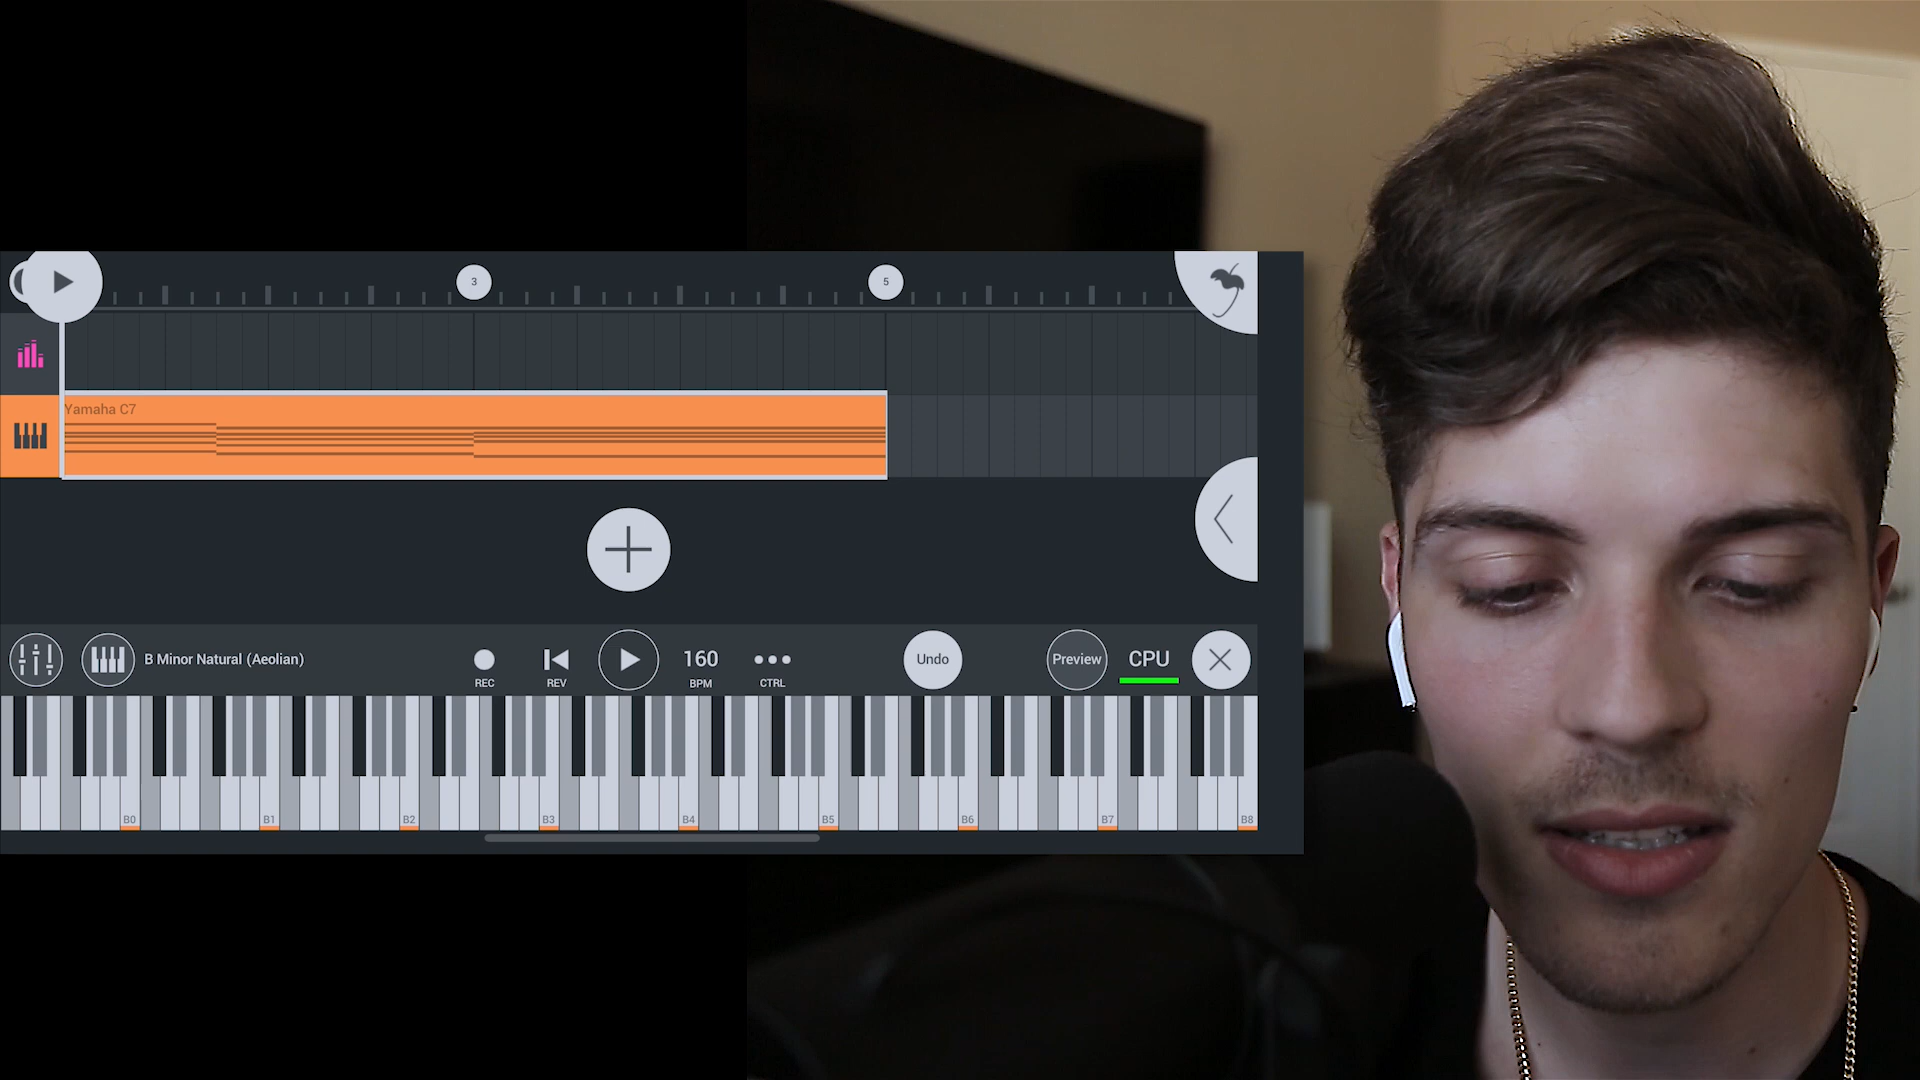 3
5
Yamaha C7
B Minor Natural (Aeolian)
REC
REV
160
BPM
CTRL
Undo
Preview
CPU
B0
B1
B2
B3
B4
B5
B6
B7
B8